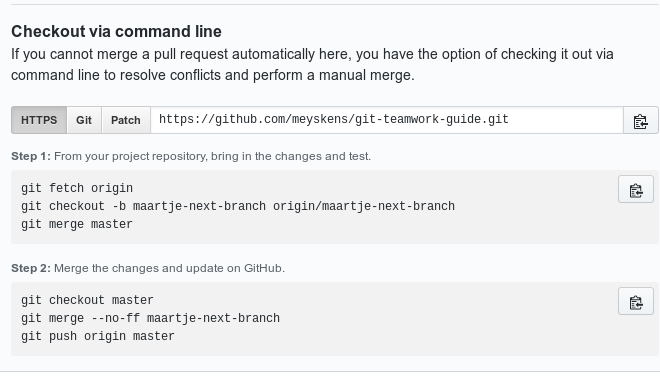 Checkout via command line
If you cannot merge a pull request automatically here, you have the option of checking it out via
command line to resolve conflicts and perform a manual merge.
HTTPS Git Patch https://github.com/meyskens/git-teamwork-guide.git
Step 1: From your project repository, bring in the changes and test.
git fetch origin
git checkout -b maartje-next-branch origin/maartje-next-branch
git merge master
Step 2: Merge the changes and update on GitHub.
git checkout master
git merge --no-ff maartje-next-branch
git push origin master